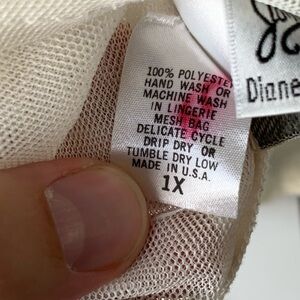 100% POLYESTER
HAND WASH OR
MACHINE WASH
IN LINGERIE
MESH BAG
DELICATE CYCLE
DRIP DRY OR
TUMBLE DRY LOW
MADE IN U.S.A.
1X
Diane